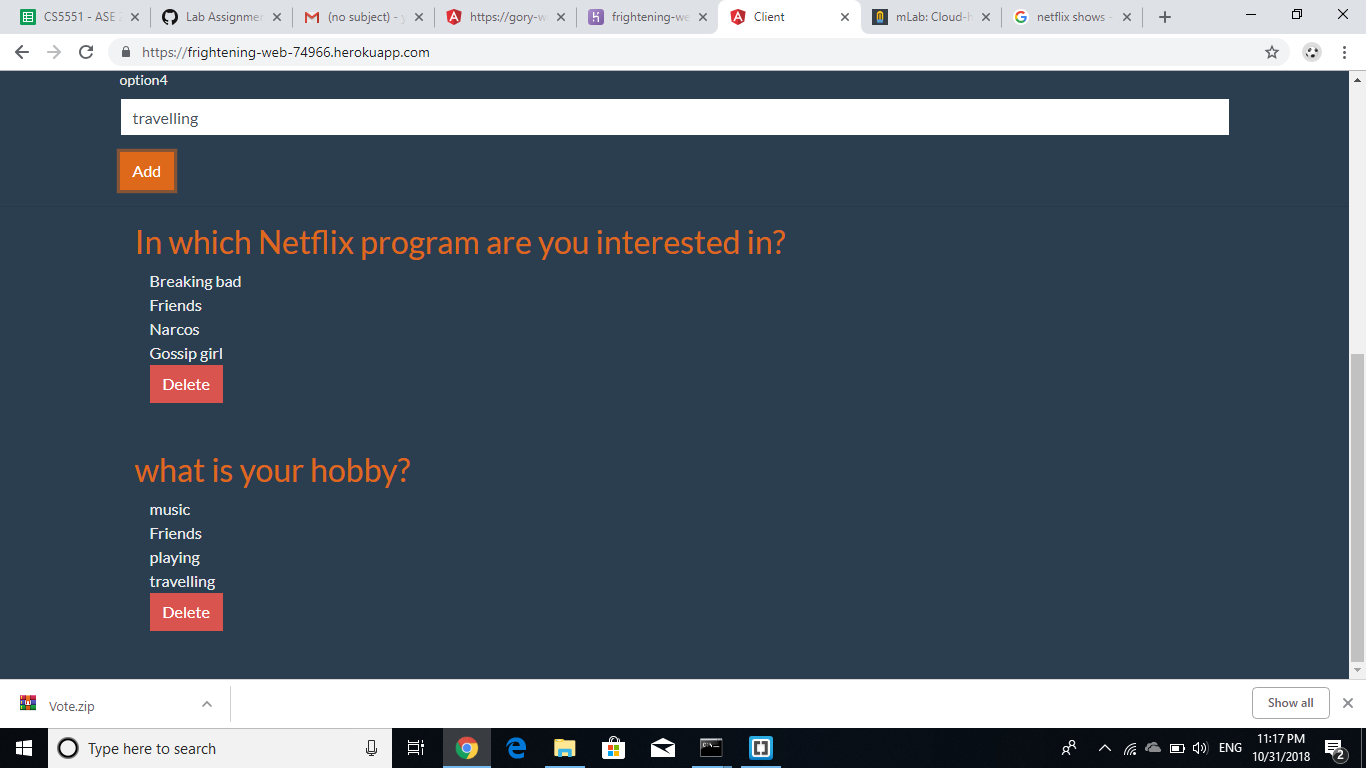 CS5551 - ASE 2
Lab Assignmen
(no subject) - y
https://gory-w
frightening-we
Client
mLab: Cloud-h
netflix shows -
https://frightening-web-74966.herokuapp.com
option4
travelling
Add
In which Netflix program are you interested in?
Breaking bad
Friends
Narcos
Gossip girl
Delete
what is your hobby?
music
Friends
playing
travelling
Delete
Vote.zip
Show all
Type here to search
ENG
11:17 PM
10/31/2018
2